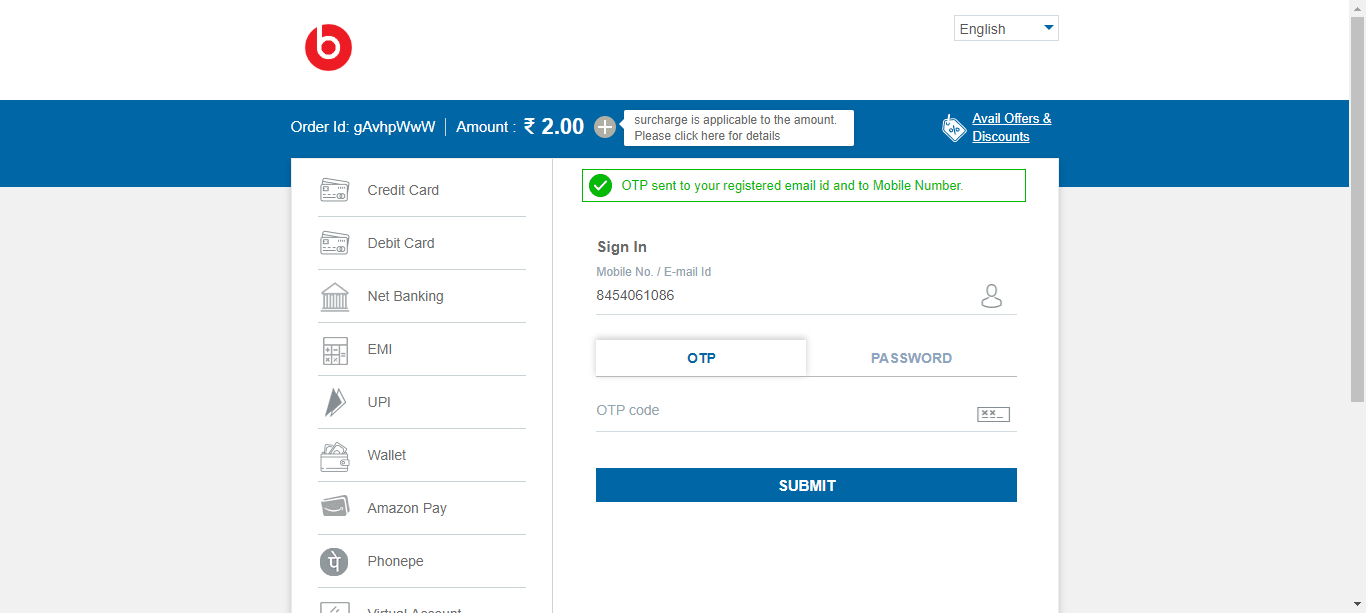 b
English
Order Id: gAvhpWwW
Amount : ₹ 2.00
surcharge is applicable to the amount.
Please click here for details
Avail Offers &
Discounts
Credit Card
Debit Card
Net Banking
EMI
UPI
Wallet
Amazon Pay
पे
Phonepe
Virtual Account
OTP sent to your registered email id and to Mobile Number.
Sign In
Mobile No. / E-mail Id
8454061086
OTP
PASSWORD
OTP code
SUBMIT